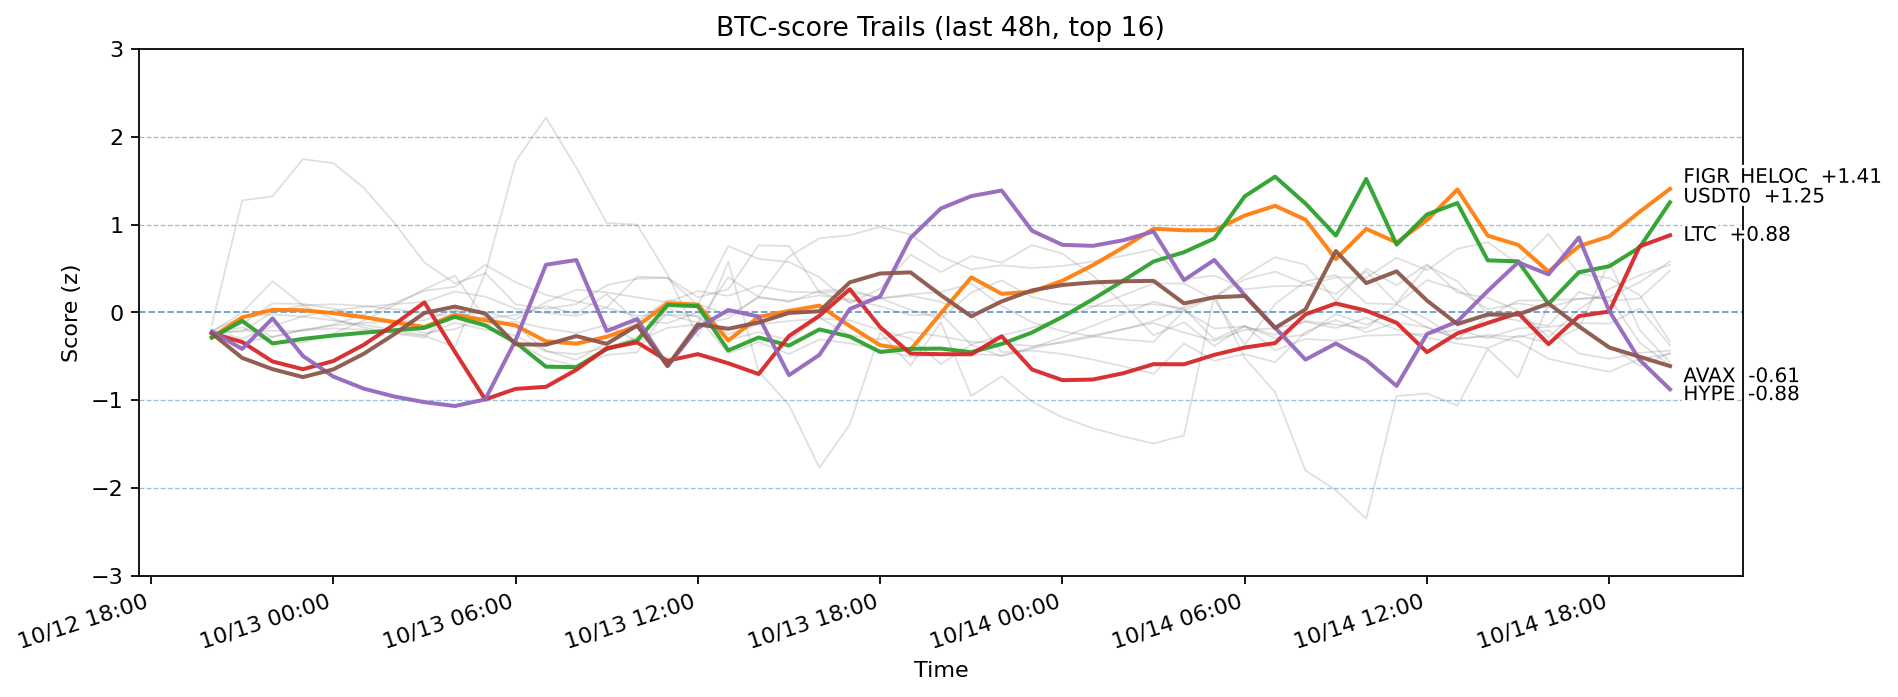 BTC-score Trails (last 48h, top 16)
Score (z)
3
2
1
0
−1
−2
−3
FIGR_HELOC +1.41
USDT0 +1.25
LTC +0.88
AVAX -0.61
HYPE -0.88
10/12 18:00
10/13 00:00
10/13 06:00
10/13 12:00
10/13 18:00
10/14 00:00
10/14 06:00
10/14 12:00
10/14 18:00
Time